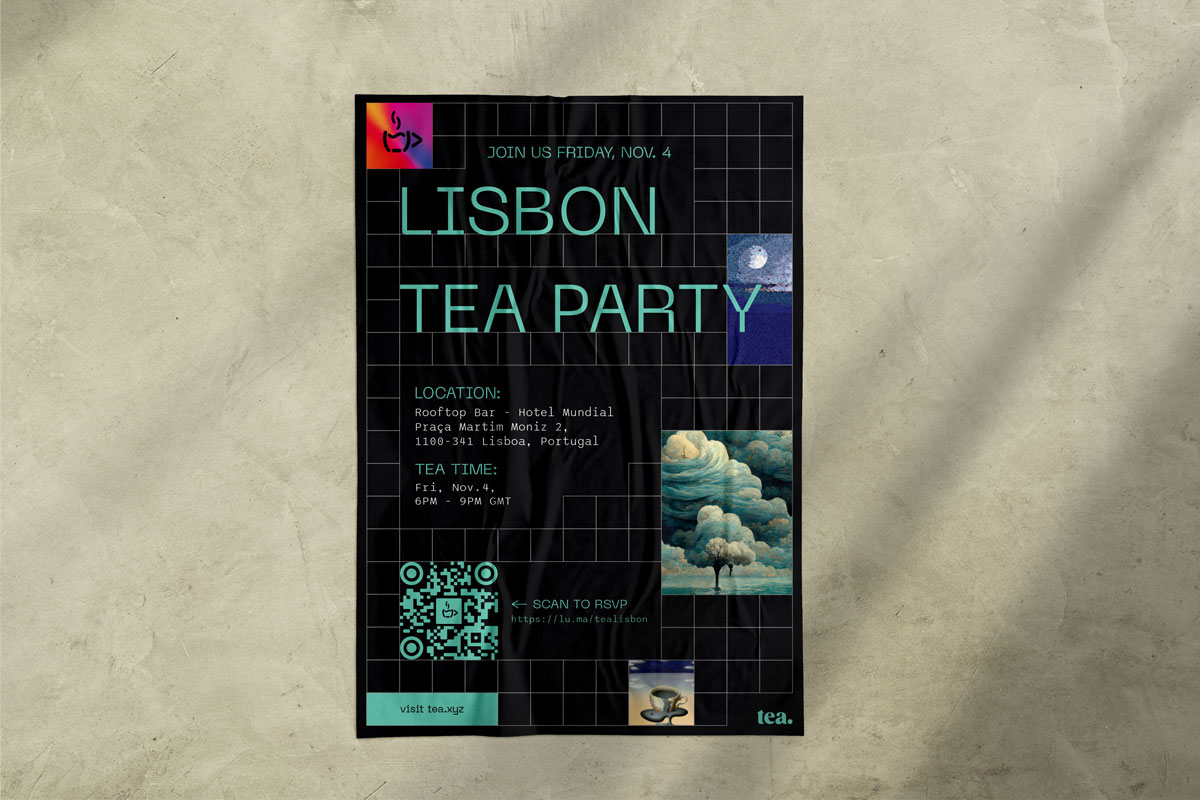 JOIN US FRIDAY, NOV. 4
LISBON
TEA PARTY
LOCATION:
Rooftop Bar - Hotel Mundial
Praça Martim Moniz 2,
1100-341 Lisboa, Portugal
TEA TIME:
Fri, Nov.4,
6PM - 9PM GMT
← SCAN TO RSVP
https://lu.ma/tealisbon
visit tea.xyz
tea.